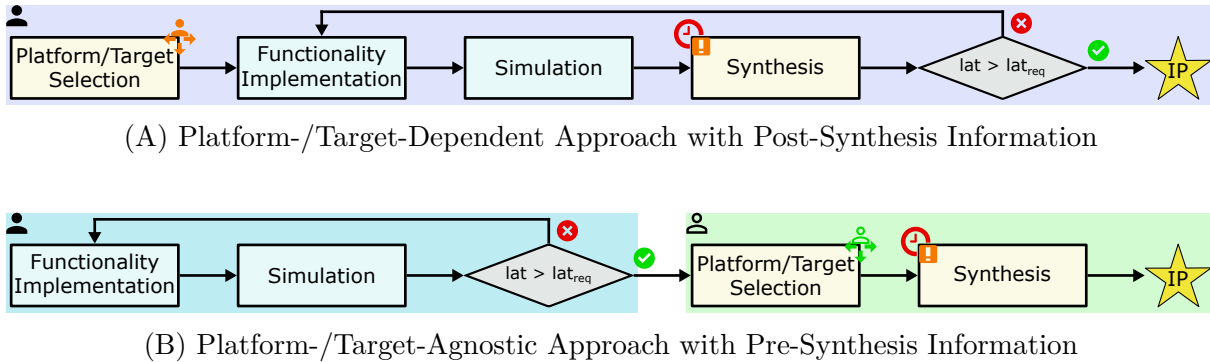 Platform/Target
Selection
Functionality
Implementation
Simulation
Synthesis
lat > lat_req
IP
(A) Platform-/Target-Dependent Approach with Post-Synthesis Information
Functionality
Implementation
Simulation
lat > lat_req
Platform/Target
Selection
Synthesis
IP
(B) Platform-/Target-Agnostic Approach with Pre-Synthesis Information